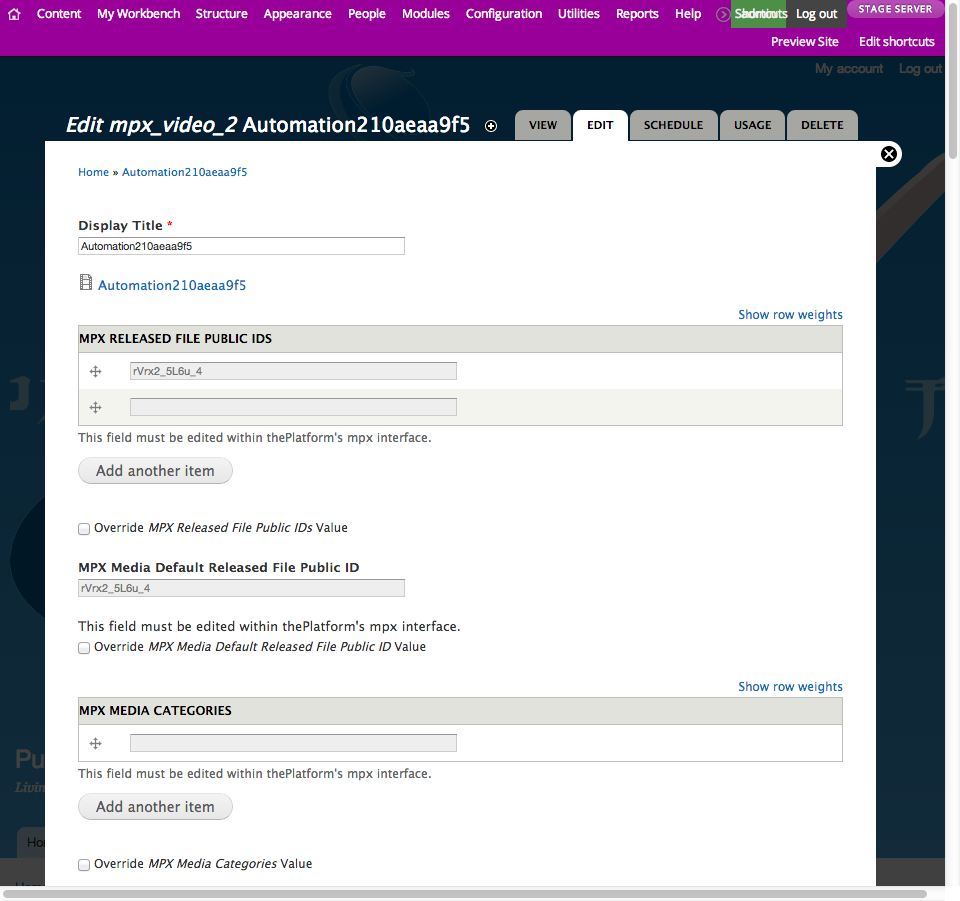 Content My Workbench Structure Appearance People Modules Configuration Utilities Reports Help Shortcuts Log out STAGE SERVER
Preview Site Edit shortcuts
My account Log out
Edit mpx_video_2 Automation210aeaa9f5 VIEW EDIT SCHEDULE USAGE DELETE
Home » Automation210aeaa9f5
Display Title *
Automation210aeaa9f5
Automation210aeaa9f5
Show row weights
MPX RELEASED FILE PUBLIC IDS
rVrx2_5L6u_4
This field must be edited within thePlatform's mpx interface.
Add another item
Override MPX Released File Public IDs Value
MPX Media Default Released File Public ID
rVrx2_5L6u_4
This field must be edited within thePlatform's mpx interface.
Override MPX Media Default Released File Public ID Value
Show row weights
MPX MEDIA CATEGORIES
Pu
Livin
This field must be edited within thePlatform's mpx interface.
Add another item
Ho
Override MPX Media Categories Value